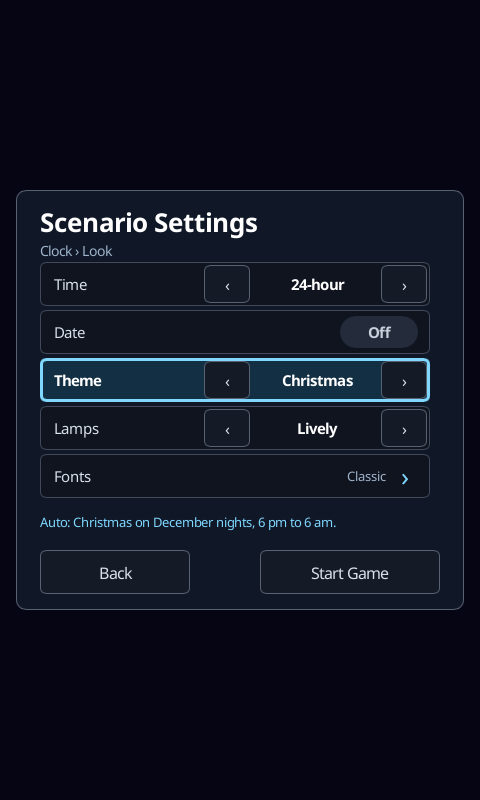 Scenario Settings
Clock › Look
Time ‹ 24-hour ›
Date Off
Theme ‹ Christmas ›
Lamps ‹ Lively ›
Fonts Classic ›
Auto: Christmas on December nights, 6 pm to 6 am.
Back Start Game